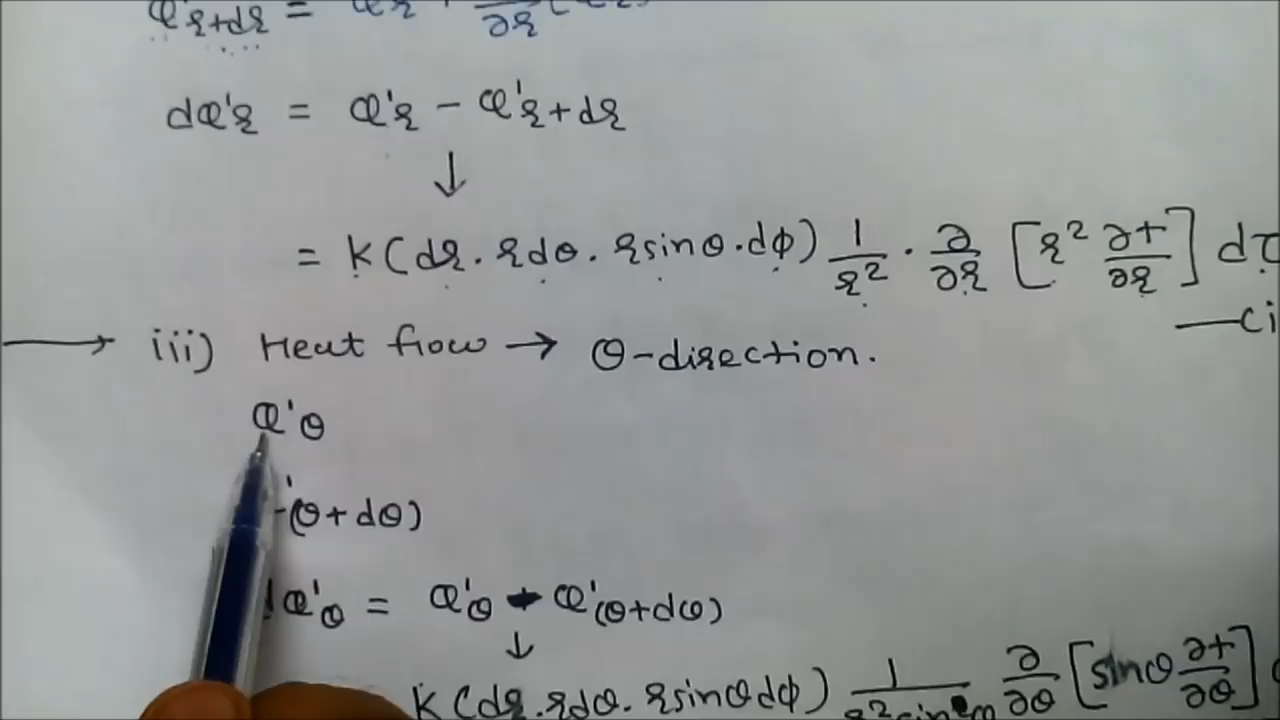 Q'r+dr =
dQ'r = Q'r - Q'r+dr
↓
= k(dr. rdθ. rsinθ.dφ) 1/r² . ∂/∂r [r² ∂t/∂r] dτ
iii) Heat flow → θ-direction.
Q'θ
'(θ+dθ)
Q'θ = Q'θ - Q'(θ+dθ)
↓
k(dr.rdθ. rsinθdφ) ∂/∂θ [sinθ ∂t/∂θ]